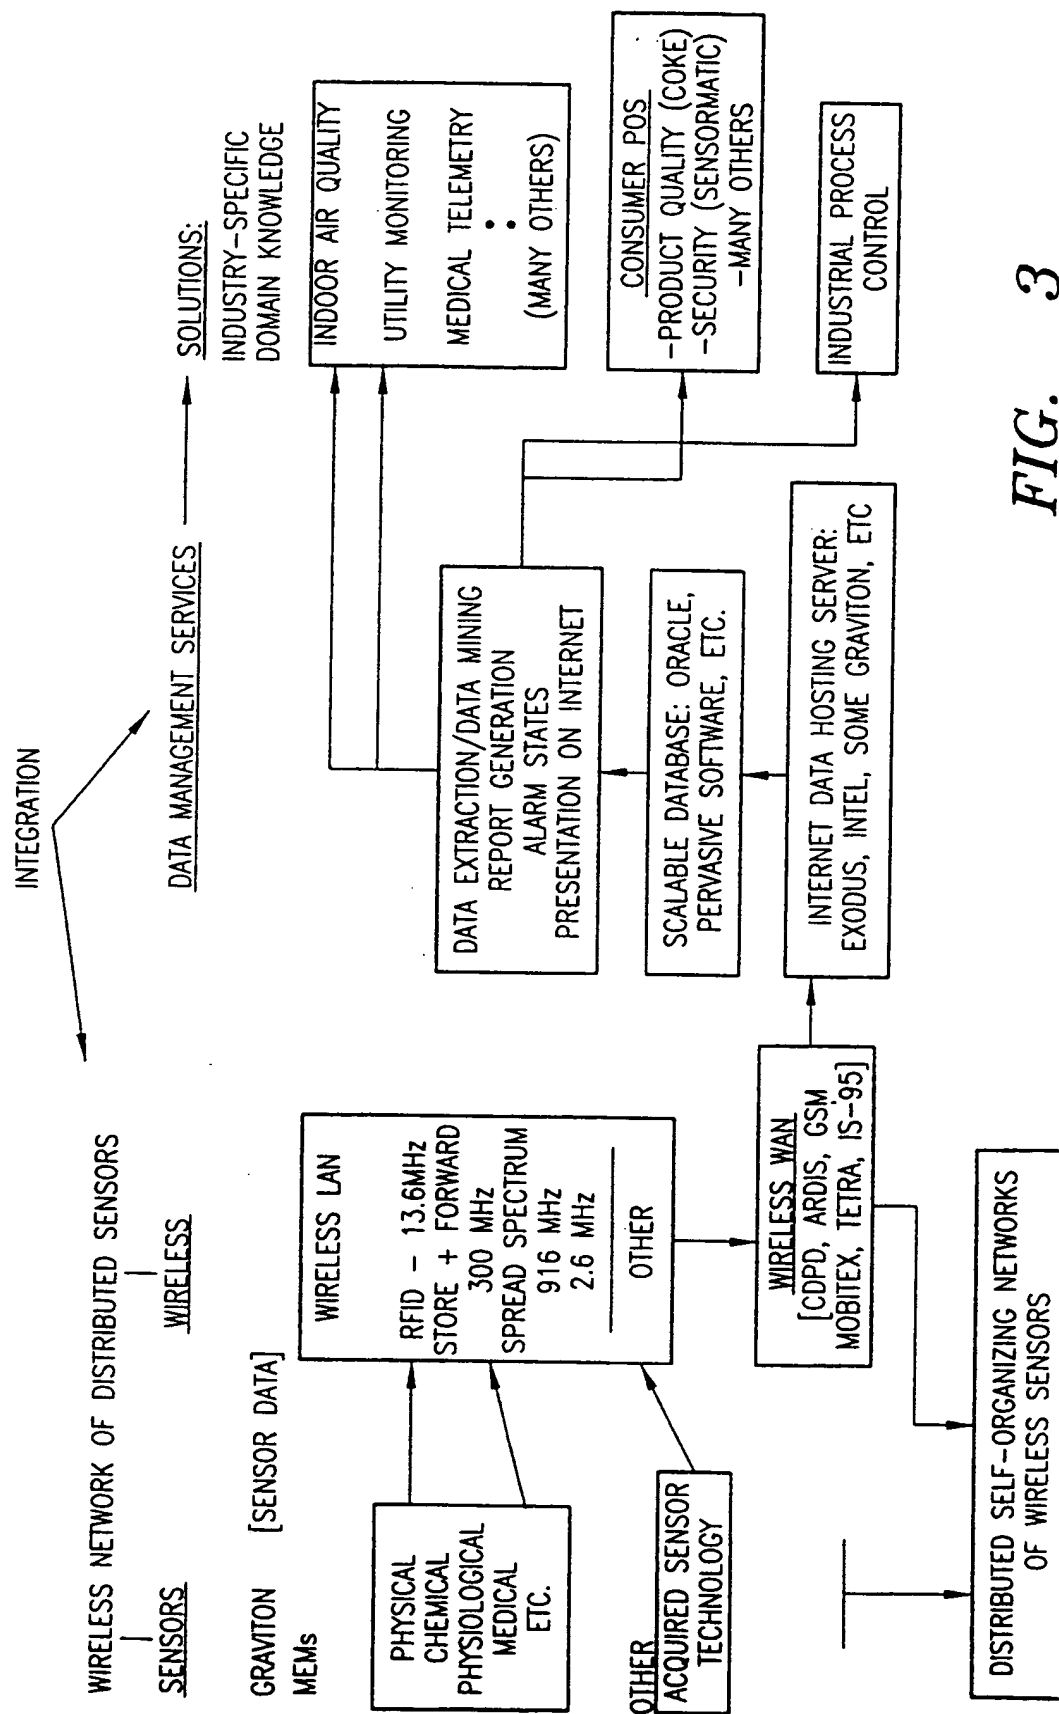 INTEGRATION
WIRELESS NETWORK OF DISTRIBUTED SENSORS
SENSORS
WIRELESS
DATA MANAGEMENT SERVICES
SOLUTIONS:
INDUSTRY-SPECIFIC
DOMAIN KNOWLEDGE
GRAVITON
MEMs
[SENSOR DATA]
PHYSICAL
CHEMICAL
PHYSIOLOGICAL
MEDICAL
ETC.
OTHER
ACQUIRED SENSOR
TECHNOLOGY
WIRELESS LAN
RFID - 13.6MHz
STORE + FORWARD
300 MHz
SPREAD SPECTRUM
916 MHz
2.6 MHz
OTHER
WIRELESS WAN
[CDPD, ARDIS, GSM
MOBITEX, TETRA, IS-95]
DISTRIBUTED SELF-ORGANIZING NETWORKS
OF WIRELESS SENSORS
DATA EXTRACTION/DATA MINING
REPORT GENERATION
ALARM STATES
PRESENTATION ON INTERNET
SCALABLE DATABASE: ORACLE,
PERVASIVE SOFTWARE, ETC.
INTERNET DATA HOSTING SERVER:
EXODUS, INTEL, SOME GRAVITON, ETC
INDOOR AIR QUALITY
UTILITY MONITORING
MEDICAL TELEMETRY
(MANY OTHERS)
CONSUMER POS
-PRODUCT QUALITY (COKE)
-SECURITY (SENSORMATIC)
-MANY OTHERS
INDUSTRIAL PROCESS
CONTROL
FIG. 3